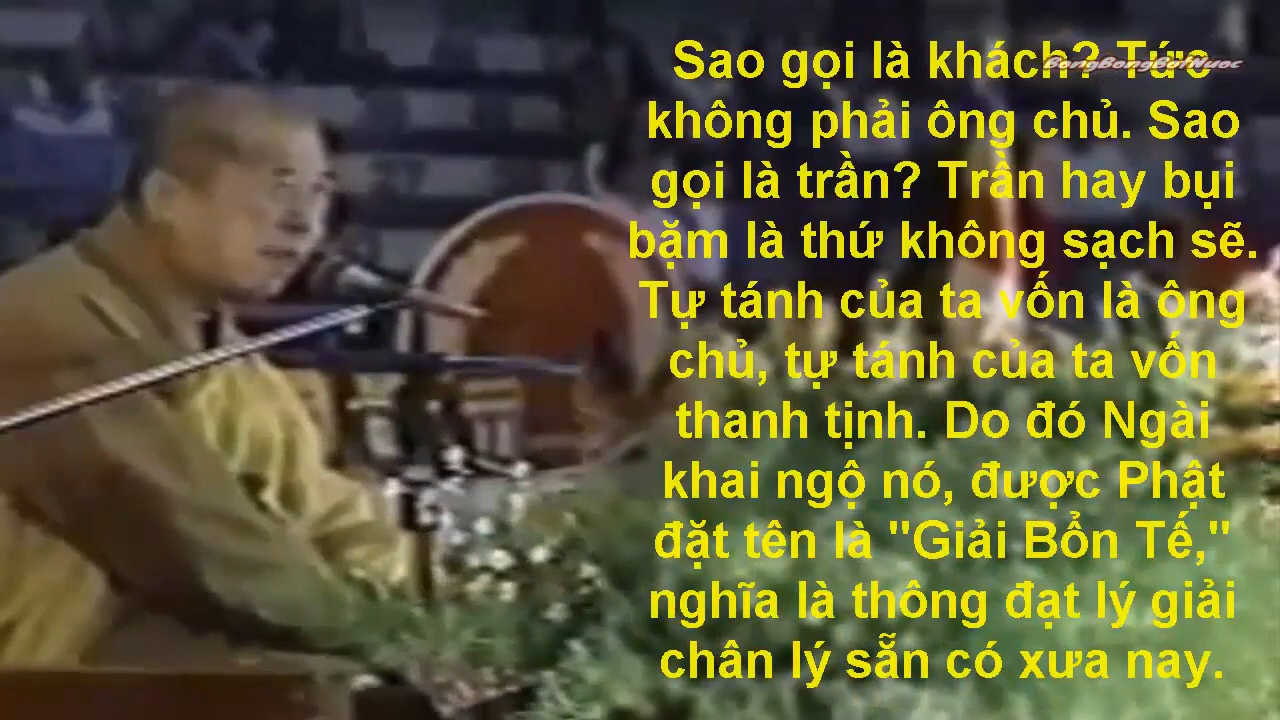 Sao gọi là khách? Tức
BongBongBotNuoc
không phải ông chủ. Sao
gọi là trần? Trần hay bụi
bặm là thứ không sạch sẽ.
Tự tánh của ta vốn là ông
chủ, tự tánh của ta vốn
thanh tịnh. Do đó Ngài
khai ngộ nó, được Phật
đặt tên là "Giải Bổn Tế,"
nghĩa là thông đạt lý giải
chân lý sẵn có xưa nay.